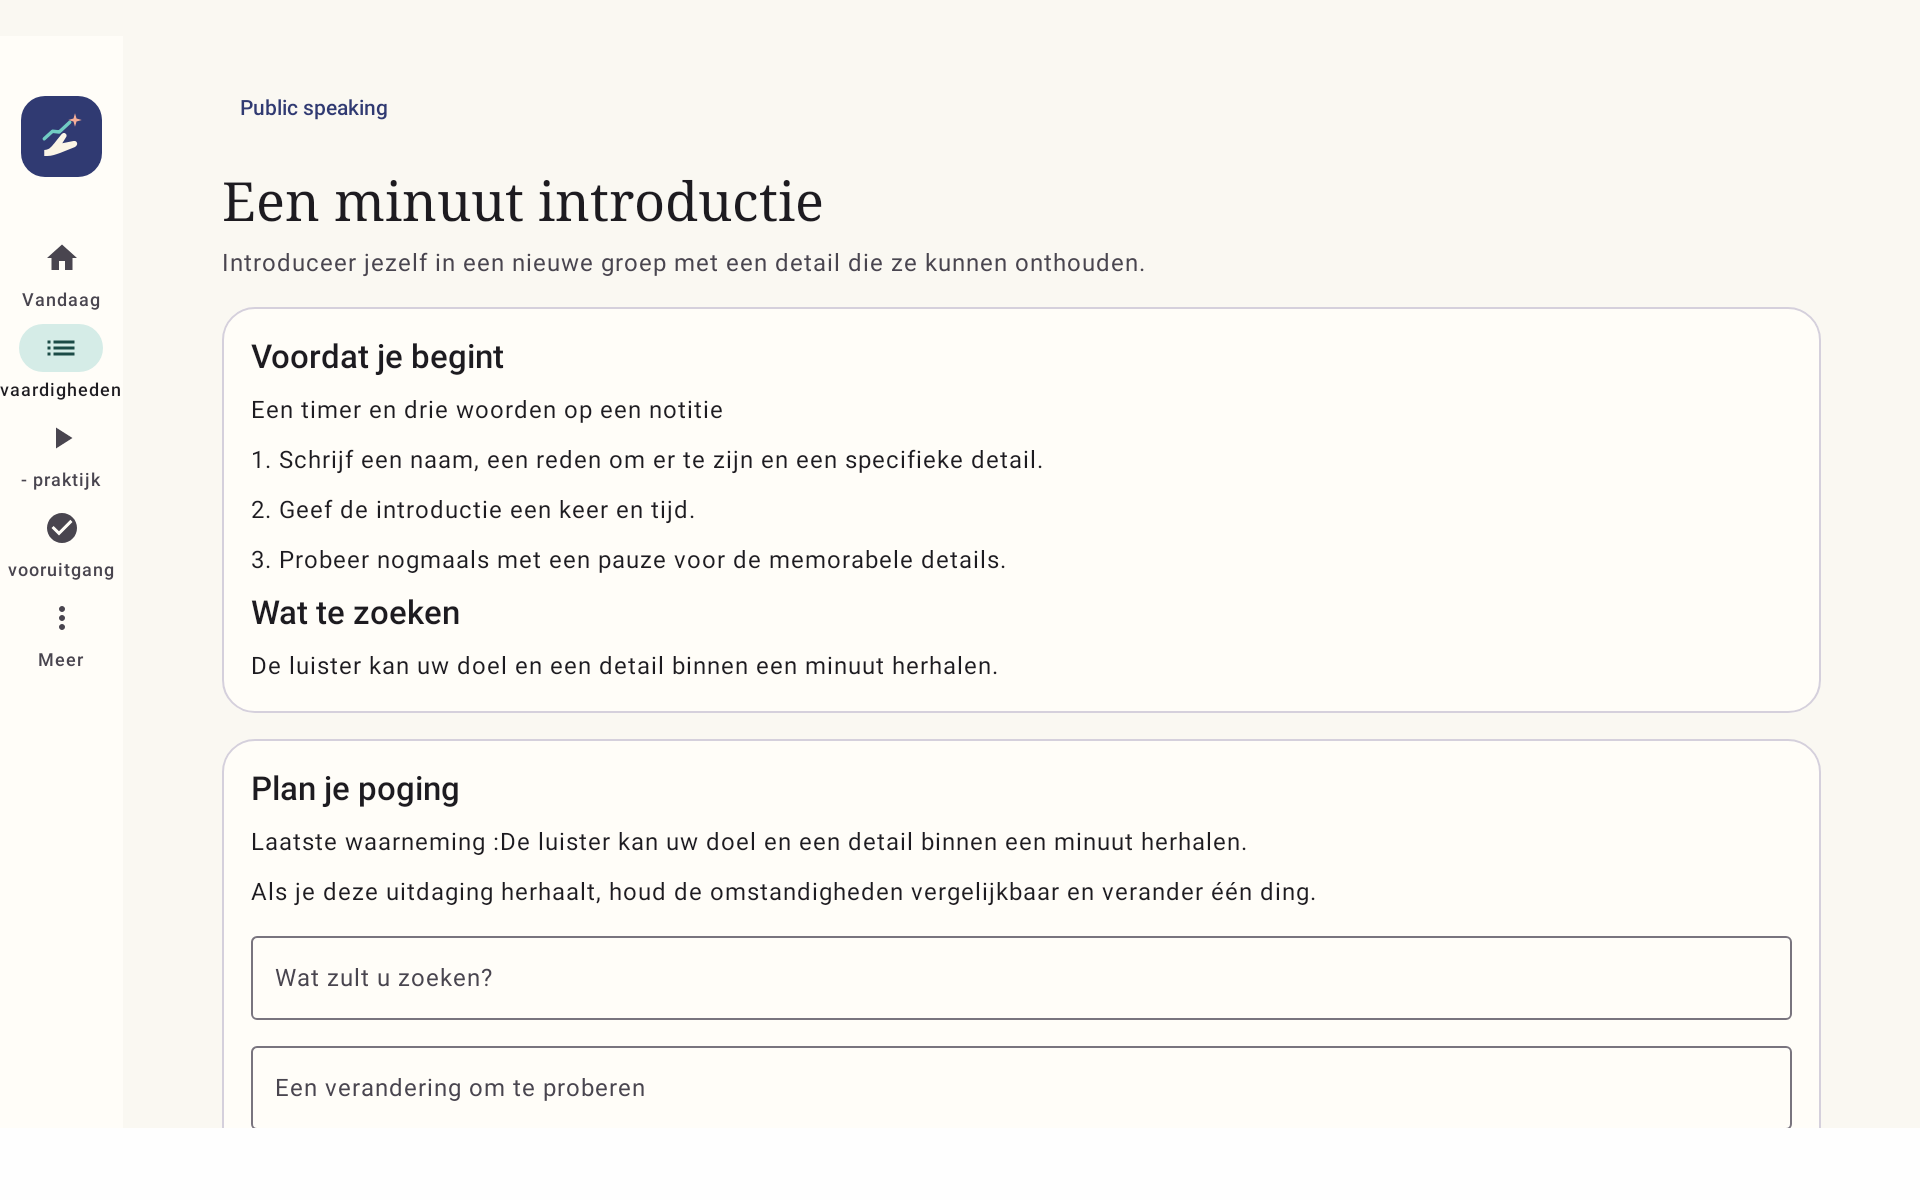 Public speaking
Een minuut introductie
Introduceer jezelf in een nieuwe groep met een detail die ze kunnen onthouden.
Vandaag
vaardigheden
- praktijk
vooruitgang
Meer
Voordat je begint
Een timer en drie woorden op een notitie
1. Schrijf een naam, een reden om er te zijn en een specifieke detail.
2. Geef de introductie een keer en tijd.
3. Probeer nogmaals met een pauze voor de memorabele details.
Wat te zoeken
De luister kan uw doel en een detail binnen een minuut herhalen.
Plan je poging
Laatste waarneming :De luister kan uw doel en een detail binnen een minuut herhalen.
Als je deze uitdaging herhaalt, houd de omstandigheden vergelijkbaar en verander één ding.
Wat zult u zoeken?
Een verandering om te proberen